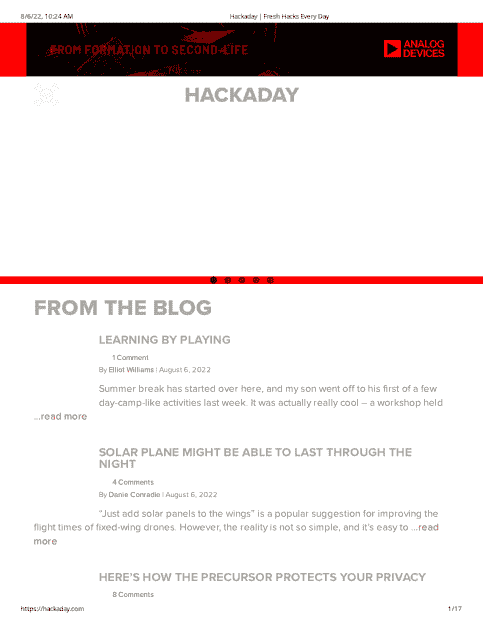 8/6/22, 10:24 AM Hackaday | Fresh Hacks Every Day
FROM FORMATION TO SECOND-LIFE
ANALOG
DEVICES
HACKADAY
FROM THE BLOG
LEARNING BY PLAYING
1 Comment
By Elliot Williams | August 6, 2022
Summer break has started over here, and my son went off to his first of a few
day-camp-like activities last week. It was actually really cool – a workshop held
...read more
SOLAR PLANE MIGHT BE ABLE TO LAST THROUGH THE
NIGHT
4 Comments
By Danie Conradie | August 6, 2022
“Just add solar panels to the wings” is a popular suggestion for improving the
flight times of fixed-wing drones. However, the reality is not so simple, and it’s easy to ...read
more
HERE’S HOW THE PRECURSOR PROTECTS YOUR PRIVACY
8 Comments
https://hackaday.com 1/17